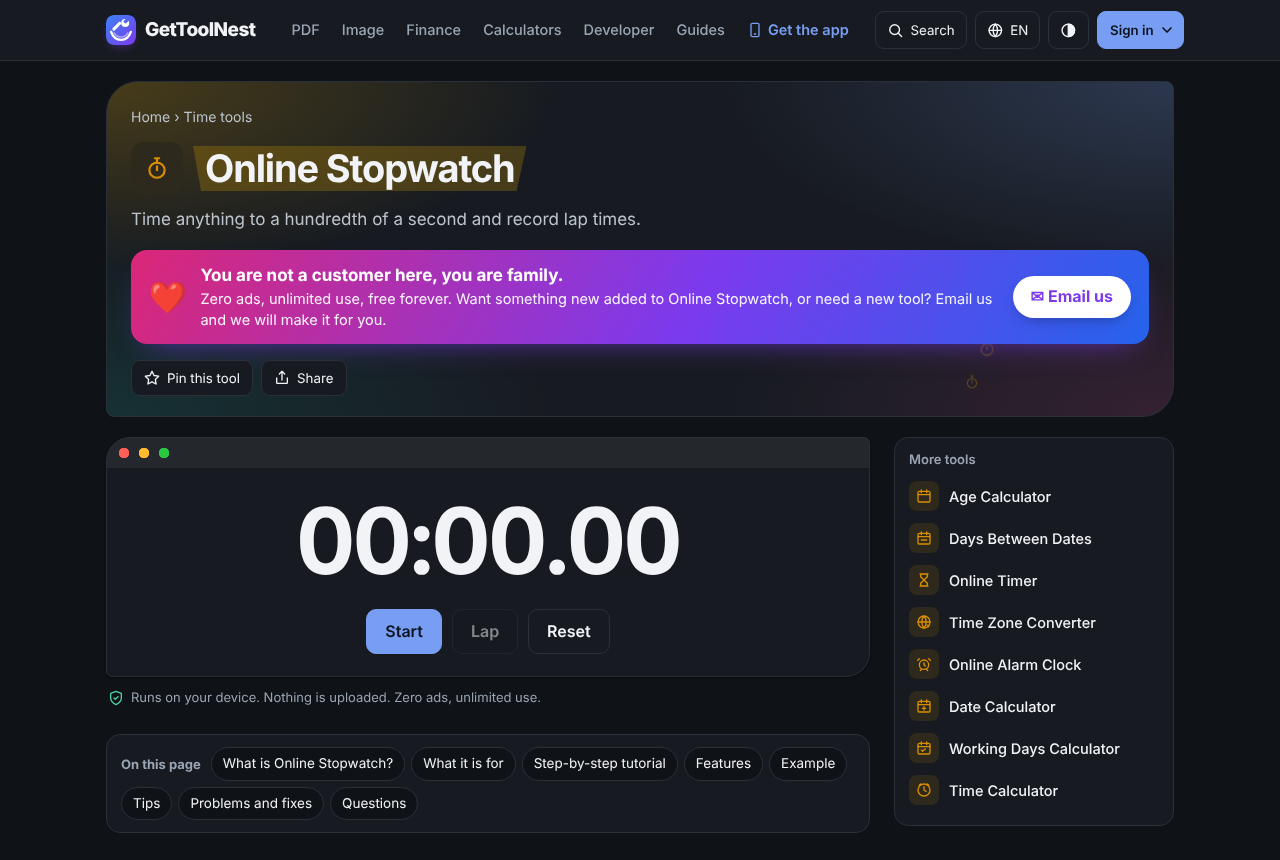 GetToolNest
PDF
Image
Finance
Calculators
Developer
Guides
Get the app
Search
EN
Sign in
Home › Time tools
Online Stopwatch
Time anything to a hundredth of a second and record lap times.
You are not a customer here, you are family.
Zero ads, unlimited use, free forever. Want something new added to Online Stopwatch, or need a new tool? Email us
and we will make it for you.
✉ Email us
Pin this tool
Share
00:00.00
Start
Lap
Reset
Runs on your device. Nothing is uploaded. Zero ads, unlimited use.
On this page
What is Online Stopwatch?
What it is for
Step-by-step tutorial
Features
Example
Tips
Problems and fixes
Questions
More tools
Age Calculator
Days Between Dates
Online Timer
Time Zone Converter
Online Alarm Clock
Date Calculator
Working Days Calculator
Time Calculator